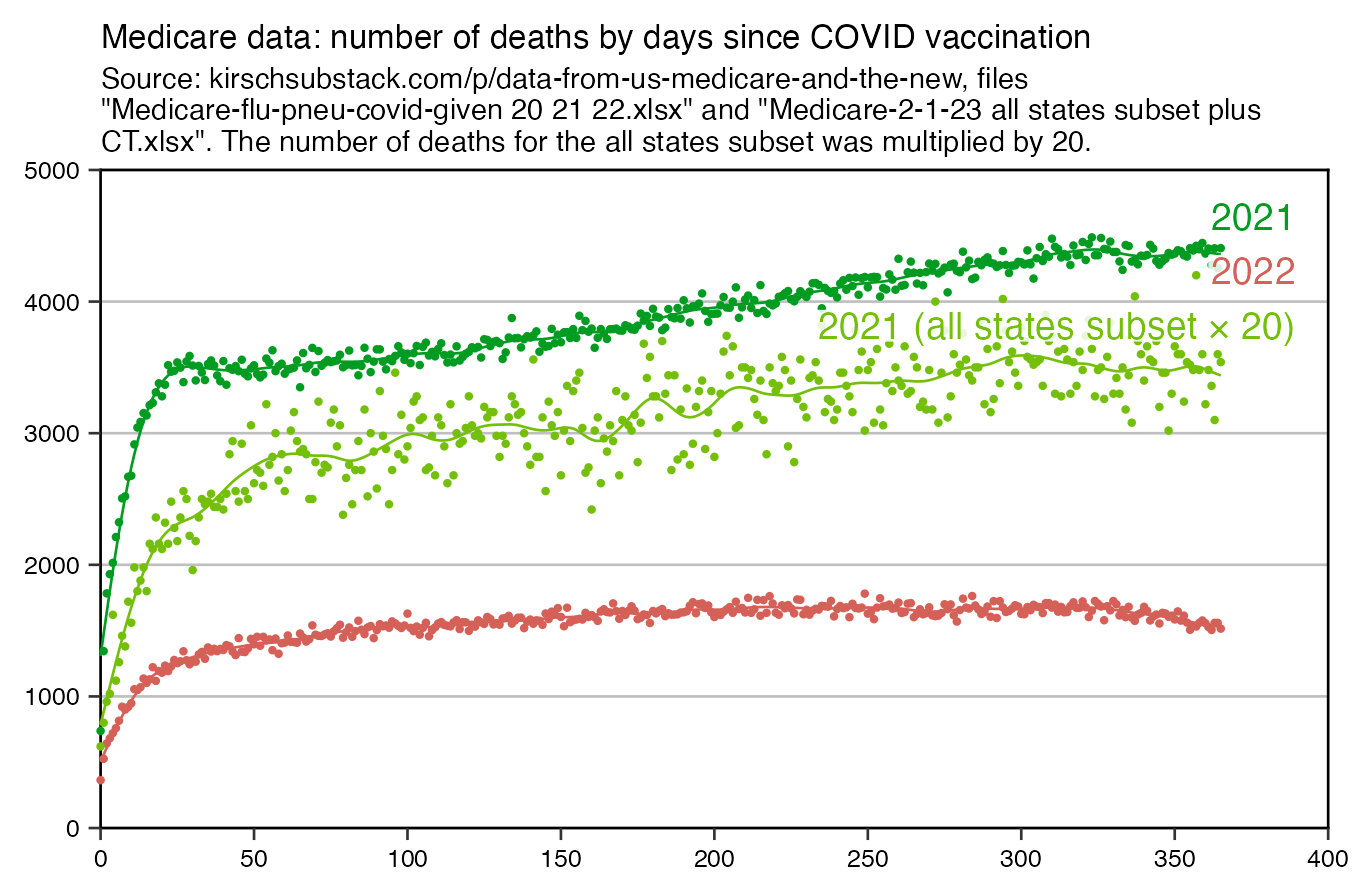 Medicare data: number of deaths by days since COVID vaccination
Source: kirschsubstack.com/p/data-from-us-medicare-and-the-new, files
"Medicare-flu-pneu-covid-given 20 21 22.xlsx" and "Medicare-2-1-23 all states subset plus
CT.xlsx". The number of deaths for the all states subset was multiplied by 20.
5000
2021
2022
4000
2021 (all states subset × 20)
3000
2000
1000
0
0 50 100 150 200 250 300 350 400